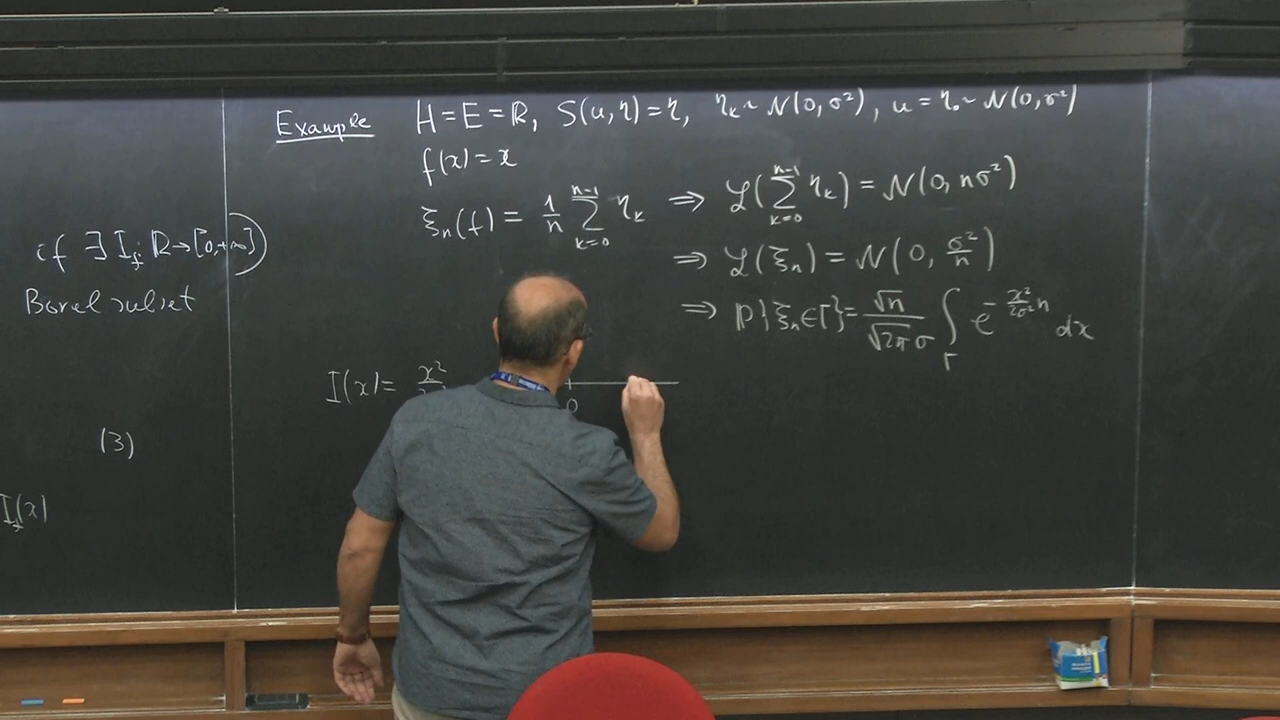 if ∃ I_f: ℝ→[0,+∞])
Borel subset
(3)
I_f(x)
Example H=E=ℝ, S(u,η)=η, η_k ~ N(0,σ²), u=η_0 ~ N(0,σ²)
f(x)=x
ξ_n(f) = 1/n ∑_{k=0}^{n-1} η_k ⇒ ℒ(∑_{k=0}^{n-1} η_k) = N(0, nσ²)
⇒ ℒ(ξ_n) = N(0, σ²/n)
⇒ ℙ{ξ_n∈Γ} = √n/(√2π σ) ∫_Γ e^{-x²/2σ² n} dx
I(x) = x²
0